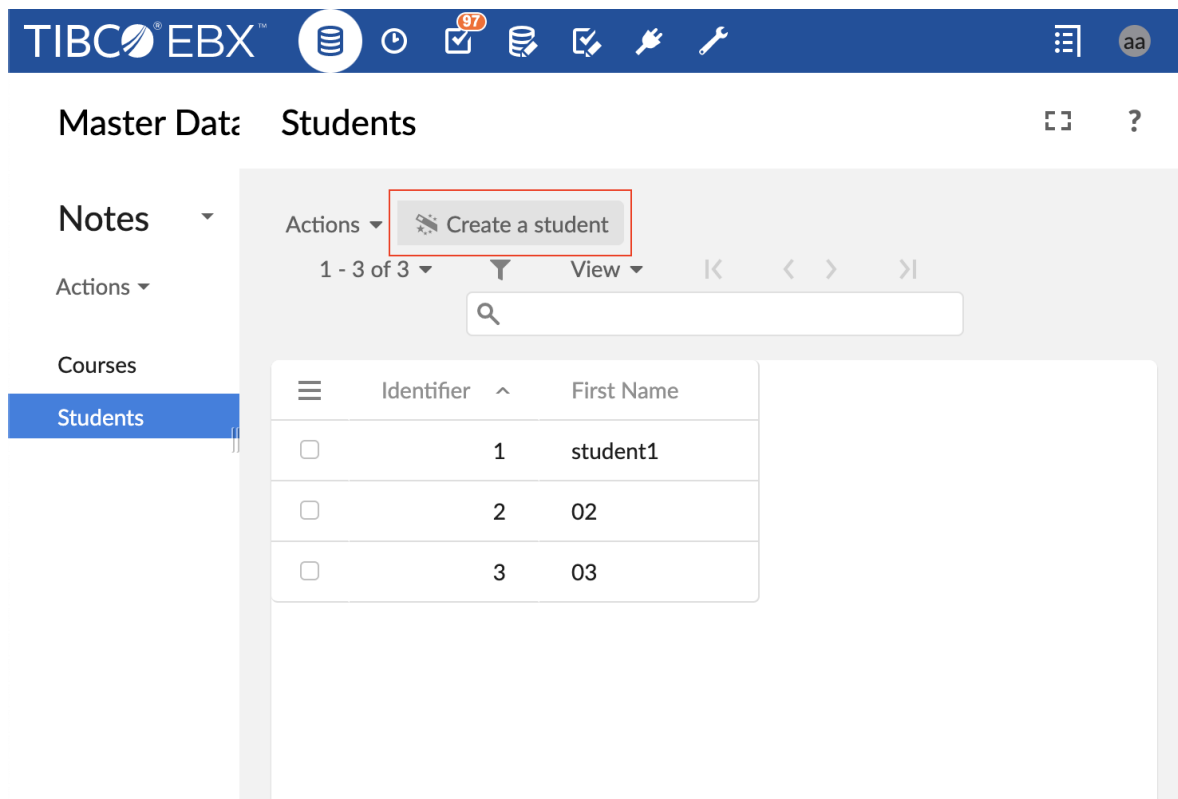 TIBCO® EBX™
97
aa
Master Data
Students
?
Notes
Actions
Courses
Students
Actions
Create a student
1 - 3 of 3
View
Identifier
First Name
1
student1
2
02
3
03